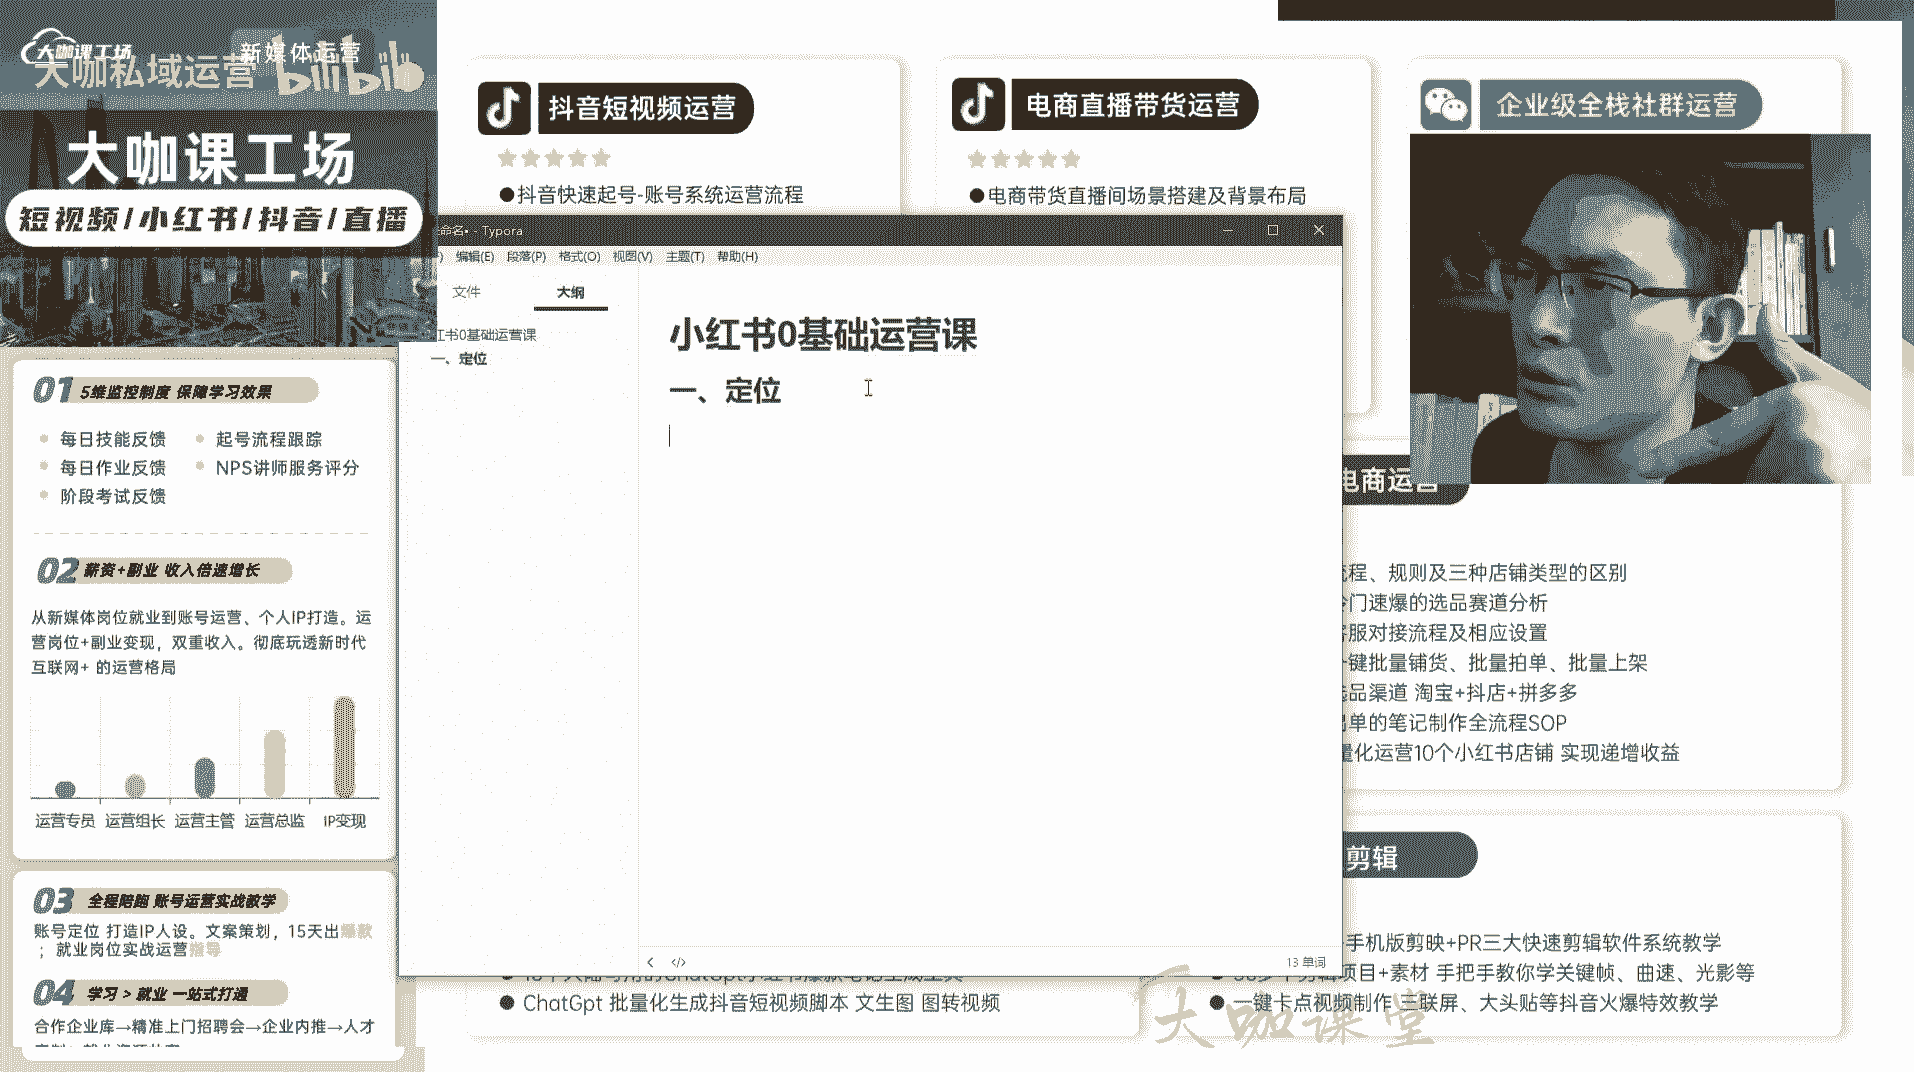 大咖课工场
新媒体运营
大咖私域运营
bilibili
大咖课工场
短视频/小红书/抖音/直播
01 5维监控制度 保障学习效果
每日技能反馈
起号流程跟踪
每日作业反馈
NPS讲师服务评分
阶段考试反馈
02 薪资+副业 收入倍速增长
从新媒体岗位就业到账号运营、个人IP打造。运
营岗位+副业变现，双重收入。彻底玩透新时代
互联网+ 的运营格局
运营专员 运营组长 运营主管 运营总监 IP变现
03 全程陪跑 账号运营实战教学
账号定位 打造IP人设。文案策划，15天出爆款
；就业岗位实战运营指导
04 学习 > 就业 一站式打通
合作企业库→精准上门招聘会→企业内推→人才
抖音短视频运营
●抖音快速起号-账号系统运营流程
电商直播带货运营
●电商带货直播间场景搭建及背景布局
企业级全栈社群运营
命名• - Typora
) 编辑(E) 段落(P) 格式(O) 视图(V) 主题(T) 帮助(H)
文件 大纲
红书0基础运营课
一、定位
小红书0基础运营课
一、定位
13 单词
电商运营
流程、规则及三种店铺类型的区别
冷门速爆的选品赛道分析
客服对接流程及相应设置
一键批量铺货、批量拍单、批量上架
选品渠道 淘宝+抖店+拼多多
出单的笔记制作全流程SOP
量化运营10个小红书店铺 实现递增收益
剪辑
手机版剪映+PR三大快速剪辑软件系统教学
30多个剪辑项目+素材 手把手教你学关键帧、曲速、光影等
●一键卡点视频制作 三联屏、大头贴等抖音火爆特效教学
●ChatGpt 批量化生成抖音短视频脚本 文生图 图转视频
大咖课堂